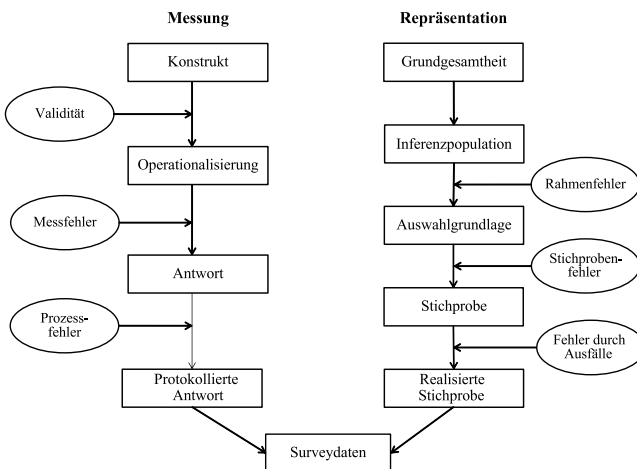 Messung
Konstrukt
Validität
Operationalisierung
Messfehler
Antwort
Prozess-
fehler
Protokollierte
Antwort
Repräsentation
Grundgesamtheit
Inferenzpopulation
Rahmenfehler
Auswahlgrundlage
Stichproben-
fehler
Stichprobe
Fehler durch
Ausfälle
Realisierte
Stichprobe
Surveydaten